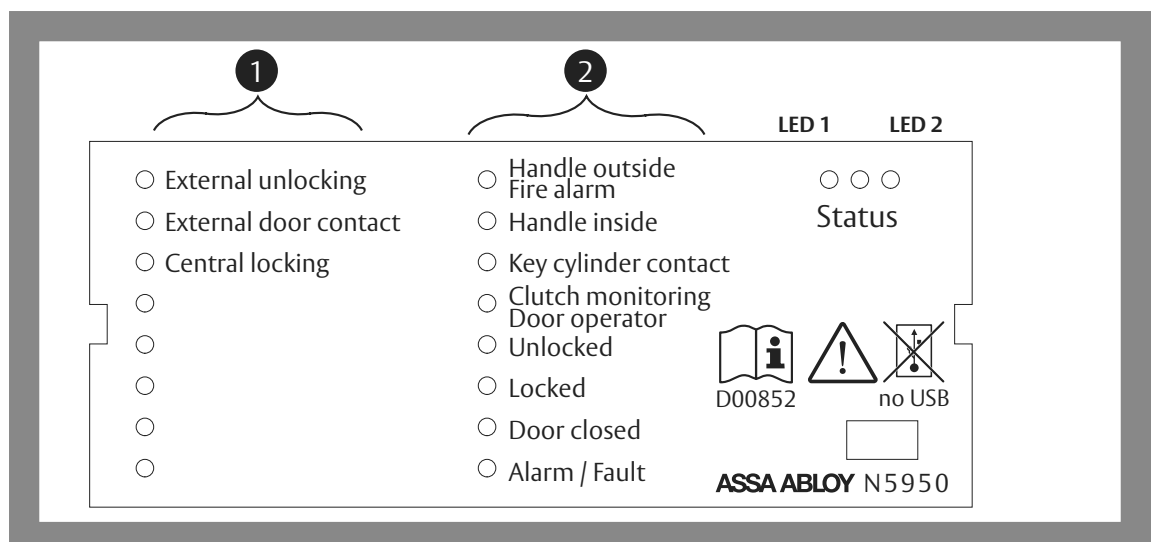 1
2
LED 1
LED 2
External unlocking
External door contact
Central locking
Handle outside
Fire alarm
Handle inside
Key cylinder contact
Clutch monitoring
Door operator
Unlocked
Locked
Door closed
Alarm / Fault
Status
D00852
no USB
ASSA ABLOY N5950